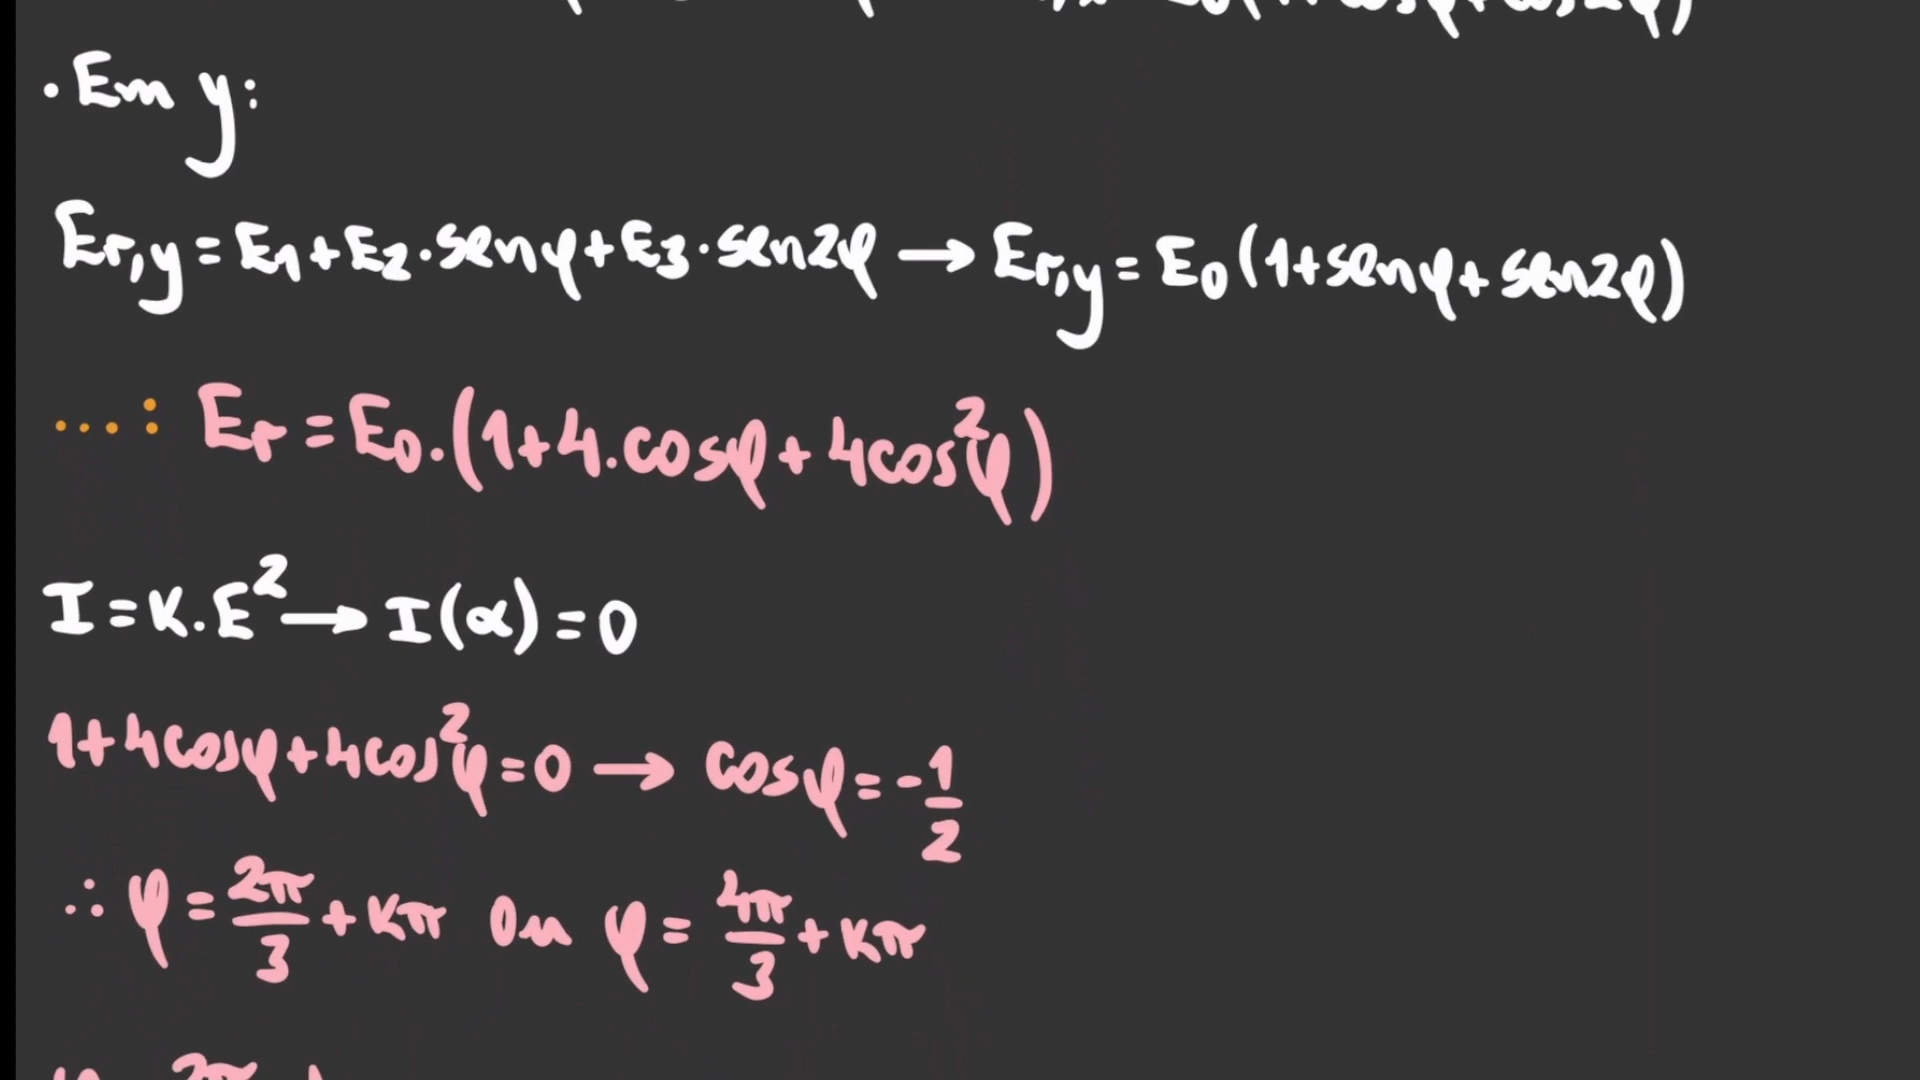 • Em y:
Er,y = E1 + E2 · senφ + E3 · sen2φ → Er,y = E0 (1 + senφ + sen2φ)
...: Er = E0 . (1 + 4 . cosφ + 4cos²φ)
I = K . E² → I(α) = 0
1 + 4cosφ + 4cos²φ = 0 → cosφ = -1/2
∴ φ = 2π/3 + Kπ ou φ = 4π/3 + Kπ